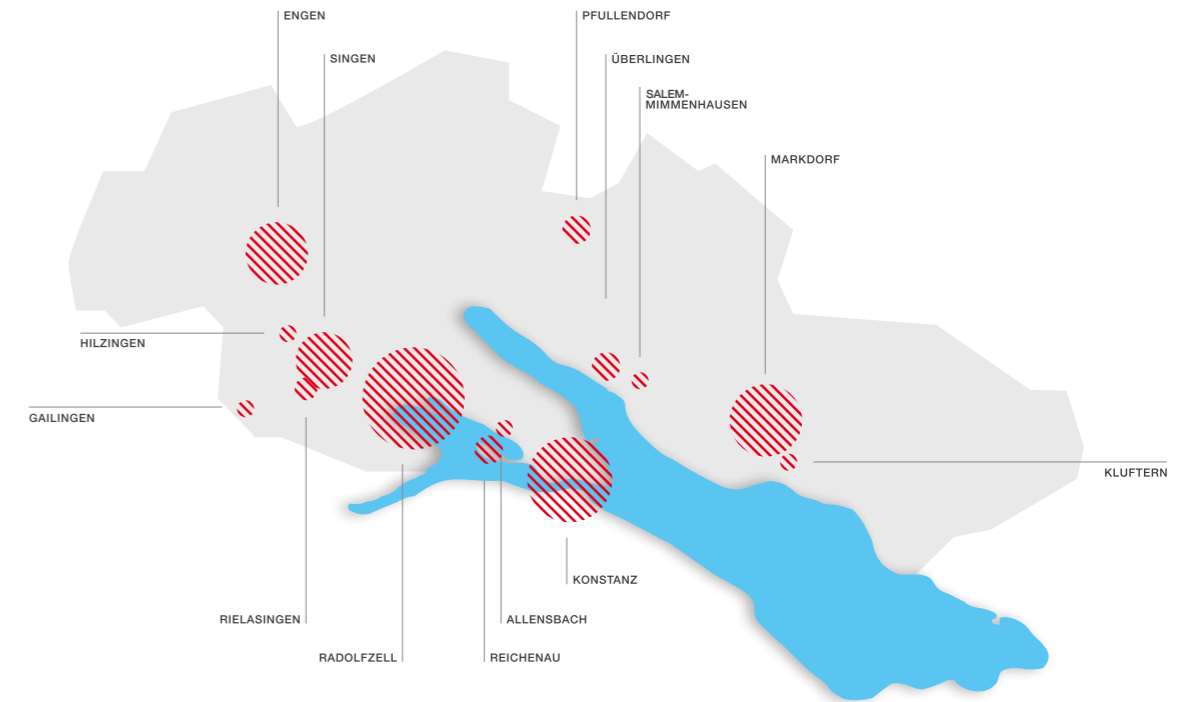 ENGEN
PFULLENDORF
SINGEN
ÜBERLINGEN
SALEM-
MIMMENHAUSEN
MARKDORF
HILZINGEN
GAILINGEN
KLUFTERN
KONSTANZ
RIELASINGEN
ALLENSBACH
RADOLFZELL
REICHENAU